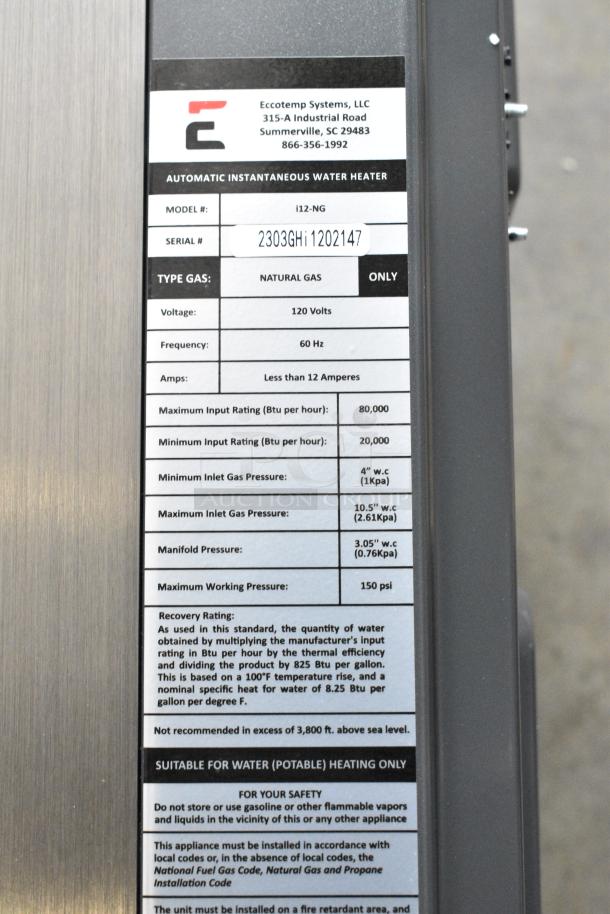 Eccotemp Systems, LLC
315-A Industrial Road
Summerville, SC 29483
866-356-1992
AUTOMATIC INSTANTANEOUS WATER HEATER
MODEL #: i12-NG
SERIAL # 2303GHi1202147
TYPE GAS: NATURAL GAS ONLY
Voltage: 120 Volts
Frequency: 60 Hz
Amps: Less than 12 Amperes
Maximum Input Rating (Btu per hour): 80,000
Minimum Input Rating (Btu per hour): 20,000
Minimum Inlet Gas Pressure: 4" w.c
(1Kpa)
Maximum Inlet Gas Pressure: 10.5" w.c
(2.61Kpa)
Manifold Pressure: 3.05" w.c
(0.76Kpa)
Maximum Working Pressure: 150 psi
Recovery Rating:
As used in this standard, the quantity of water
obtained by multiplying the manufacturer's input
rating in Btu per hour by the thermal efficiency
and dividing the product by 825 Btu per gallon.
This is based on a 100°F temperature rise, and a
nominal specific heat for water of 8.25 Btu per
gallon per degree F.
Not recommended in excess of 3,800 ft. above sea level.
SUITABLE FOR WATER (POTABLE) HEATING ONLY
FOR YOUR SAFETY
Do not store or use gasoline or other flammable vapors
and liquids in the vicinity of this or any other appliance
This appliance must be installed in accordance with
local codes or, in the absence of local codes, the
National Fuel Gas Code, Natural Gas and Propane
Installation Code
The unit must be installed on a fire retardant area, and
AUCTION GROUP